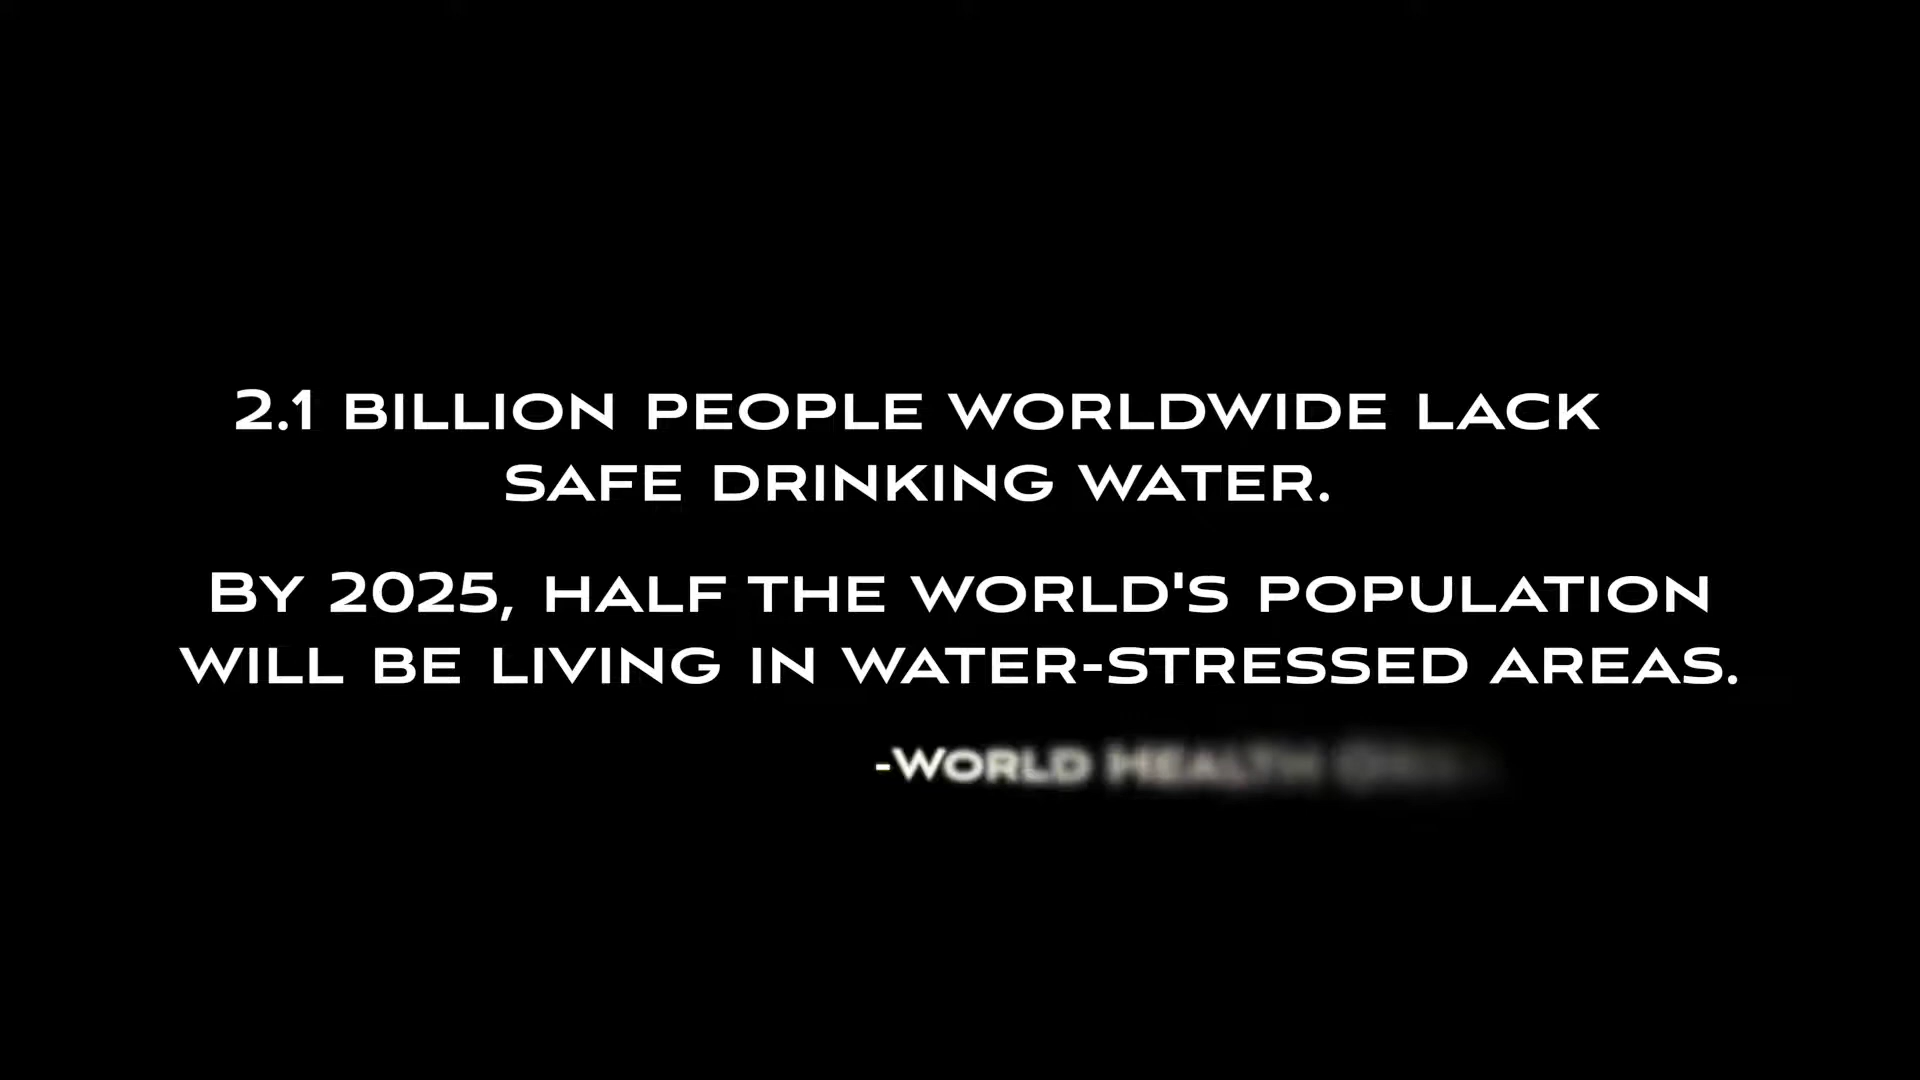 2.1 BILLION PEOPLE WORLDWIDE LACK
SAFE DRINKING WATER.
BY 2025, HALF THE WORLD'S POPULATION
WILL BE LIVING IN WATER-STRESSED AREAS.
-WORLD HEALTH